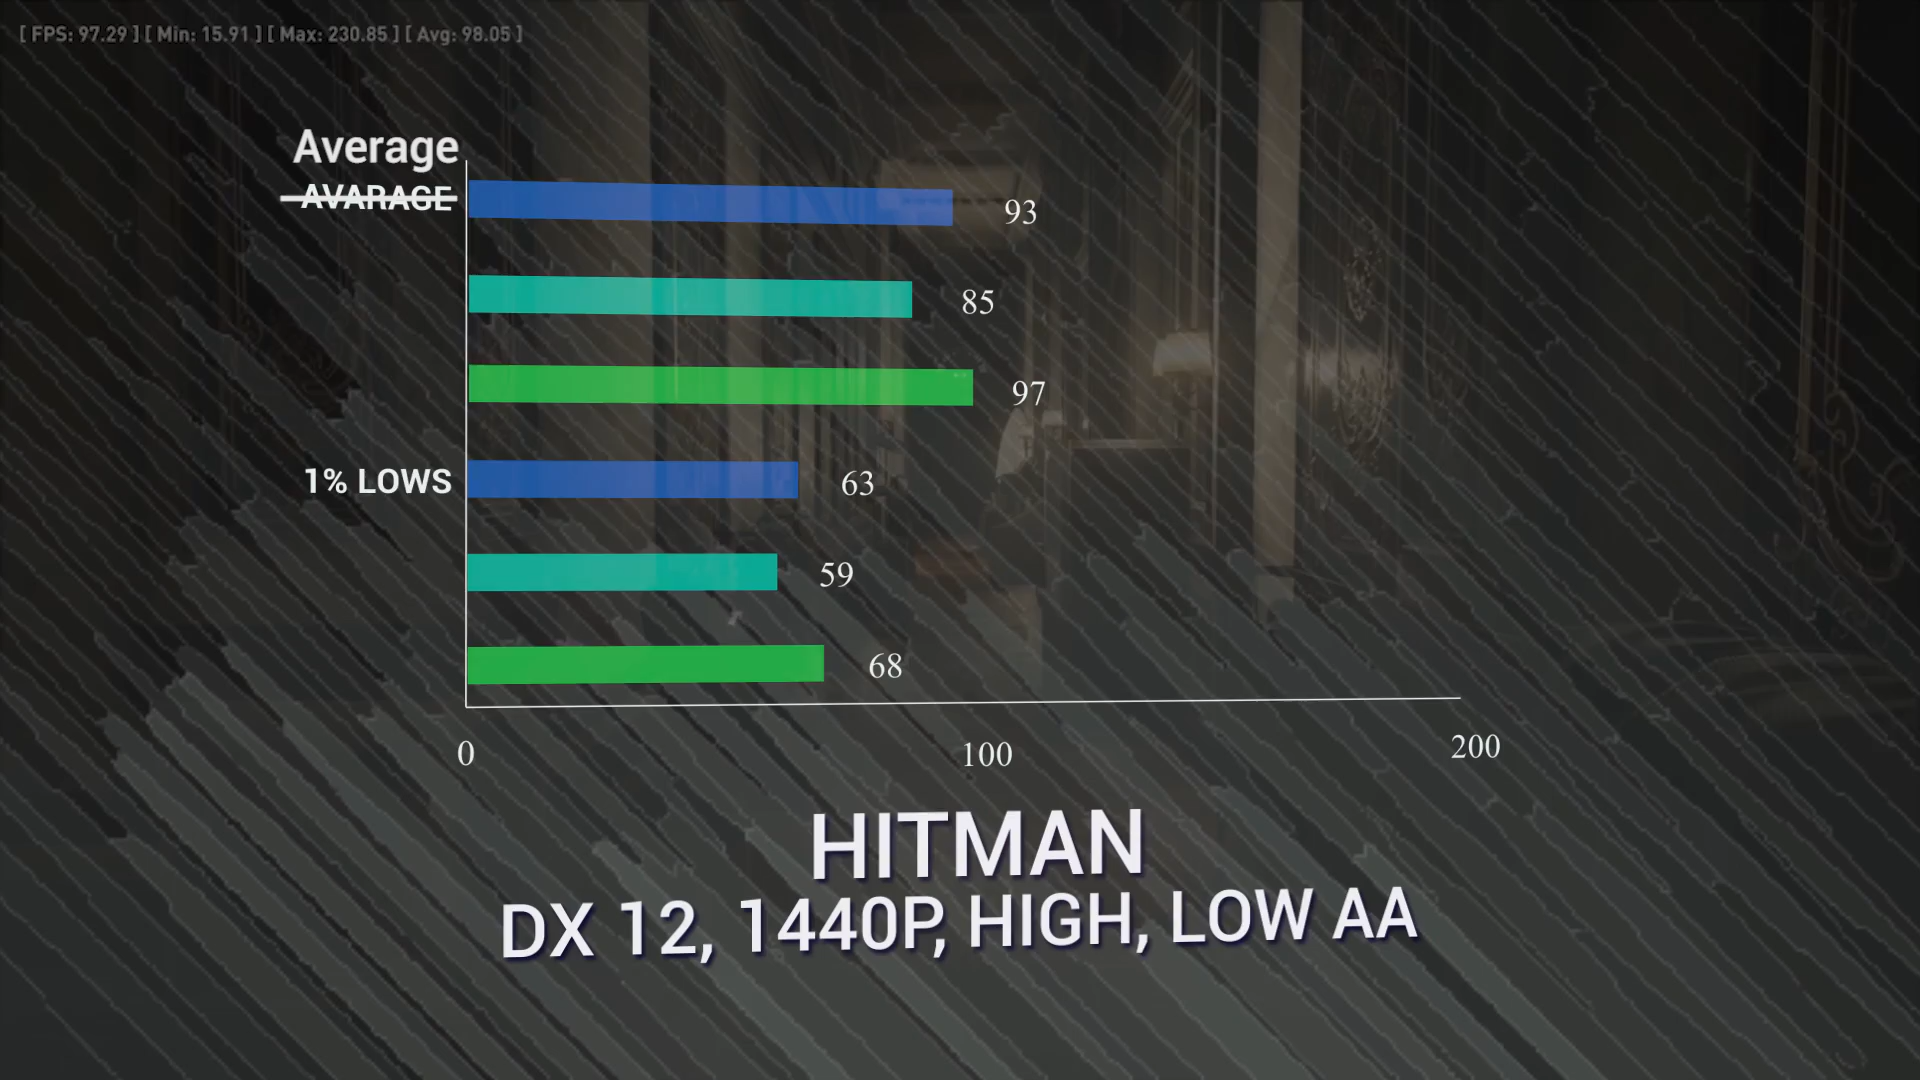 [ FPS: 97.29 ] [ Min: 15.91 ] [ Max: 230.85 ] [ Avg: 98.05 ]
Average
AVARAGE
93
85
97
1% LOWS
63
59
68
0 100 200
HITMAN
DX 12, 1440P, HIGH, LOW AA